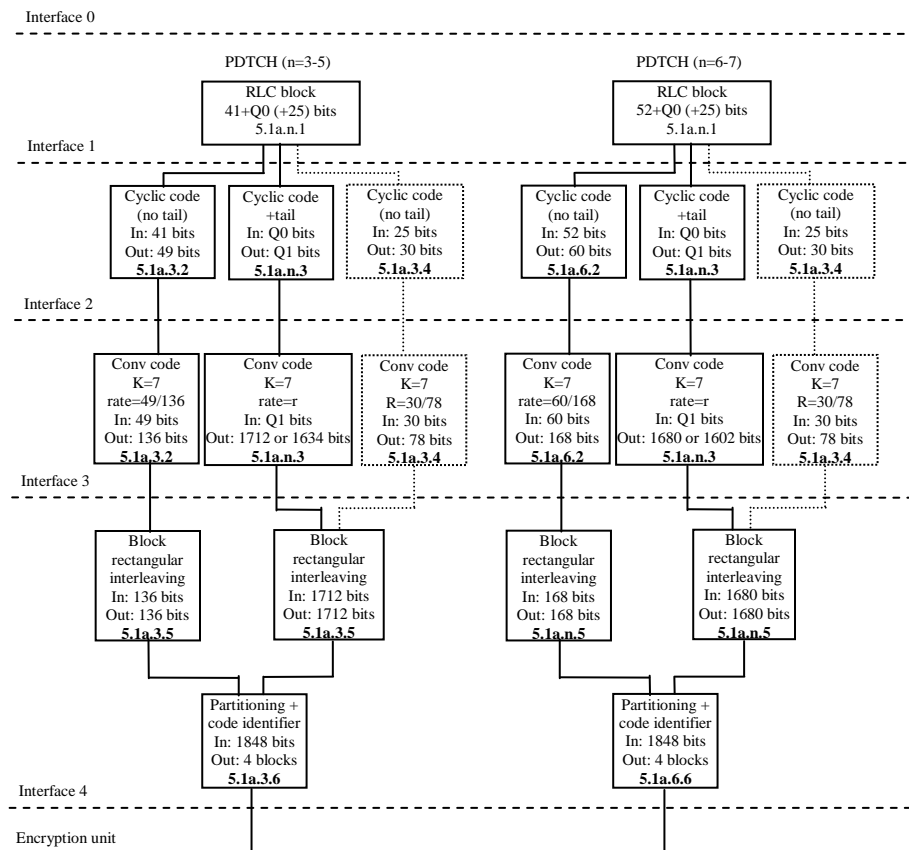 Interface 0
PDTCH (n=3-5)
PDTCH (n=6-7)
RLC block
41+Q0 (+25) bits
5.1a.n.1
RLC block
52+Q0 (+25) bits
5.1a.n.1
Interface 1
Cyclic code
(no tail)
In: 41 bits
Out: 49 bits
5.1a.3.2
Cyclic code
+tail
In: Q0 bits
Out: Q1 bits
5.1a.n.3
Cyclic code
(no tail)
In: 25 bits
Out: 30 bits
5.1a.3.4
Cyclic code
(no tail)
In: 52 bits
Out: 60 bits
5.1a.6.2
Cyclic code
+tail
In: Q0 bits
Out: Q1 bits
5.1a.n.3
Cyclic code
(no tail)
In: 25 bits
Out: 30 bits
5.1a.3.4
Interface 2
Conv code
K=7
rate=49/136
In: 49 bits
Out: 136 bits
5.1a.3.2
Conv code
K=7
rate=r
In: Q1 bits
Out: 1712 or 1634 bits
5.1a.n.3
Conv code
K=7
R=30/78
In: 30 bits
Out: 78 bits
5.1a.3.4
Conv code
K=7
rate=60/168
In: 60 bits
Out: 168 bits
5.1a.6.2
Conv code
K=7
rate=r
In: Q1 bits
Out: 1680 or 1602 bits
5.1a.n.3
Conv code
K=7
R=30/78
In: 30 bits
Out: 78 bits
5.1a.3.4
Interface 3
Block
rectangular
interleaving
In: 136 bits
Out: 136 bits
5.1a.3.5
Block
rectangular
interleaving
In: 1712 bits
Out: 1712 bits
5.1a.3.5
Block
rectangular
interleaving
In: 168 bits
Out: 168 bits
5.1a.n.5
Block
rectangular
interleaving
In: 1680 bits
Out: 1680 bits
5.1a.n.5
Partitioning +
code identifier
In: 1848 bits
Out: 4 blocks
5.1a.3.6
Partitioning +
code identifier
In: 1848 bits
Out: 4 blocks
5.1a.6.6
Interface 4
Encryption unit